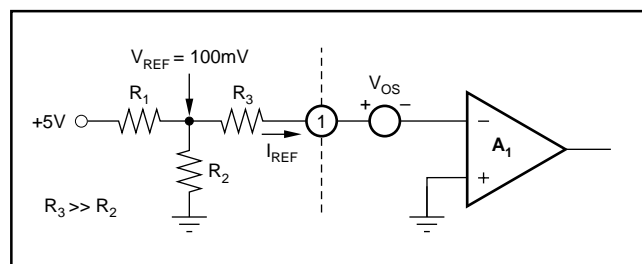 V_REF = 100mV
V_OS
R_1
R_3
+ −
+5V
1
−
A_1
I_REF
+
R_2
R_3 >> R_2